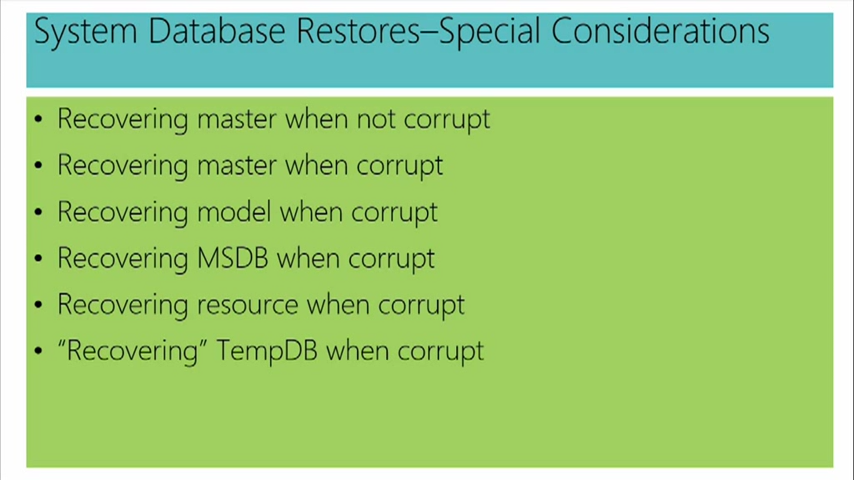 System Database Restores–Special Considerations
• Recovering master when not corrupt
• Recovering master when corrupt
• Recovering model when corrupt
• Recovering MSDB when corrupt
• Recovering resource when corrupt
• “Recovering” TempDB when corrupt